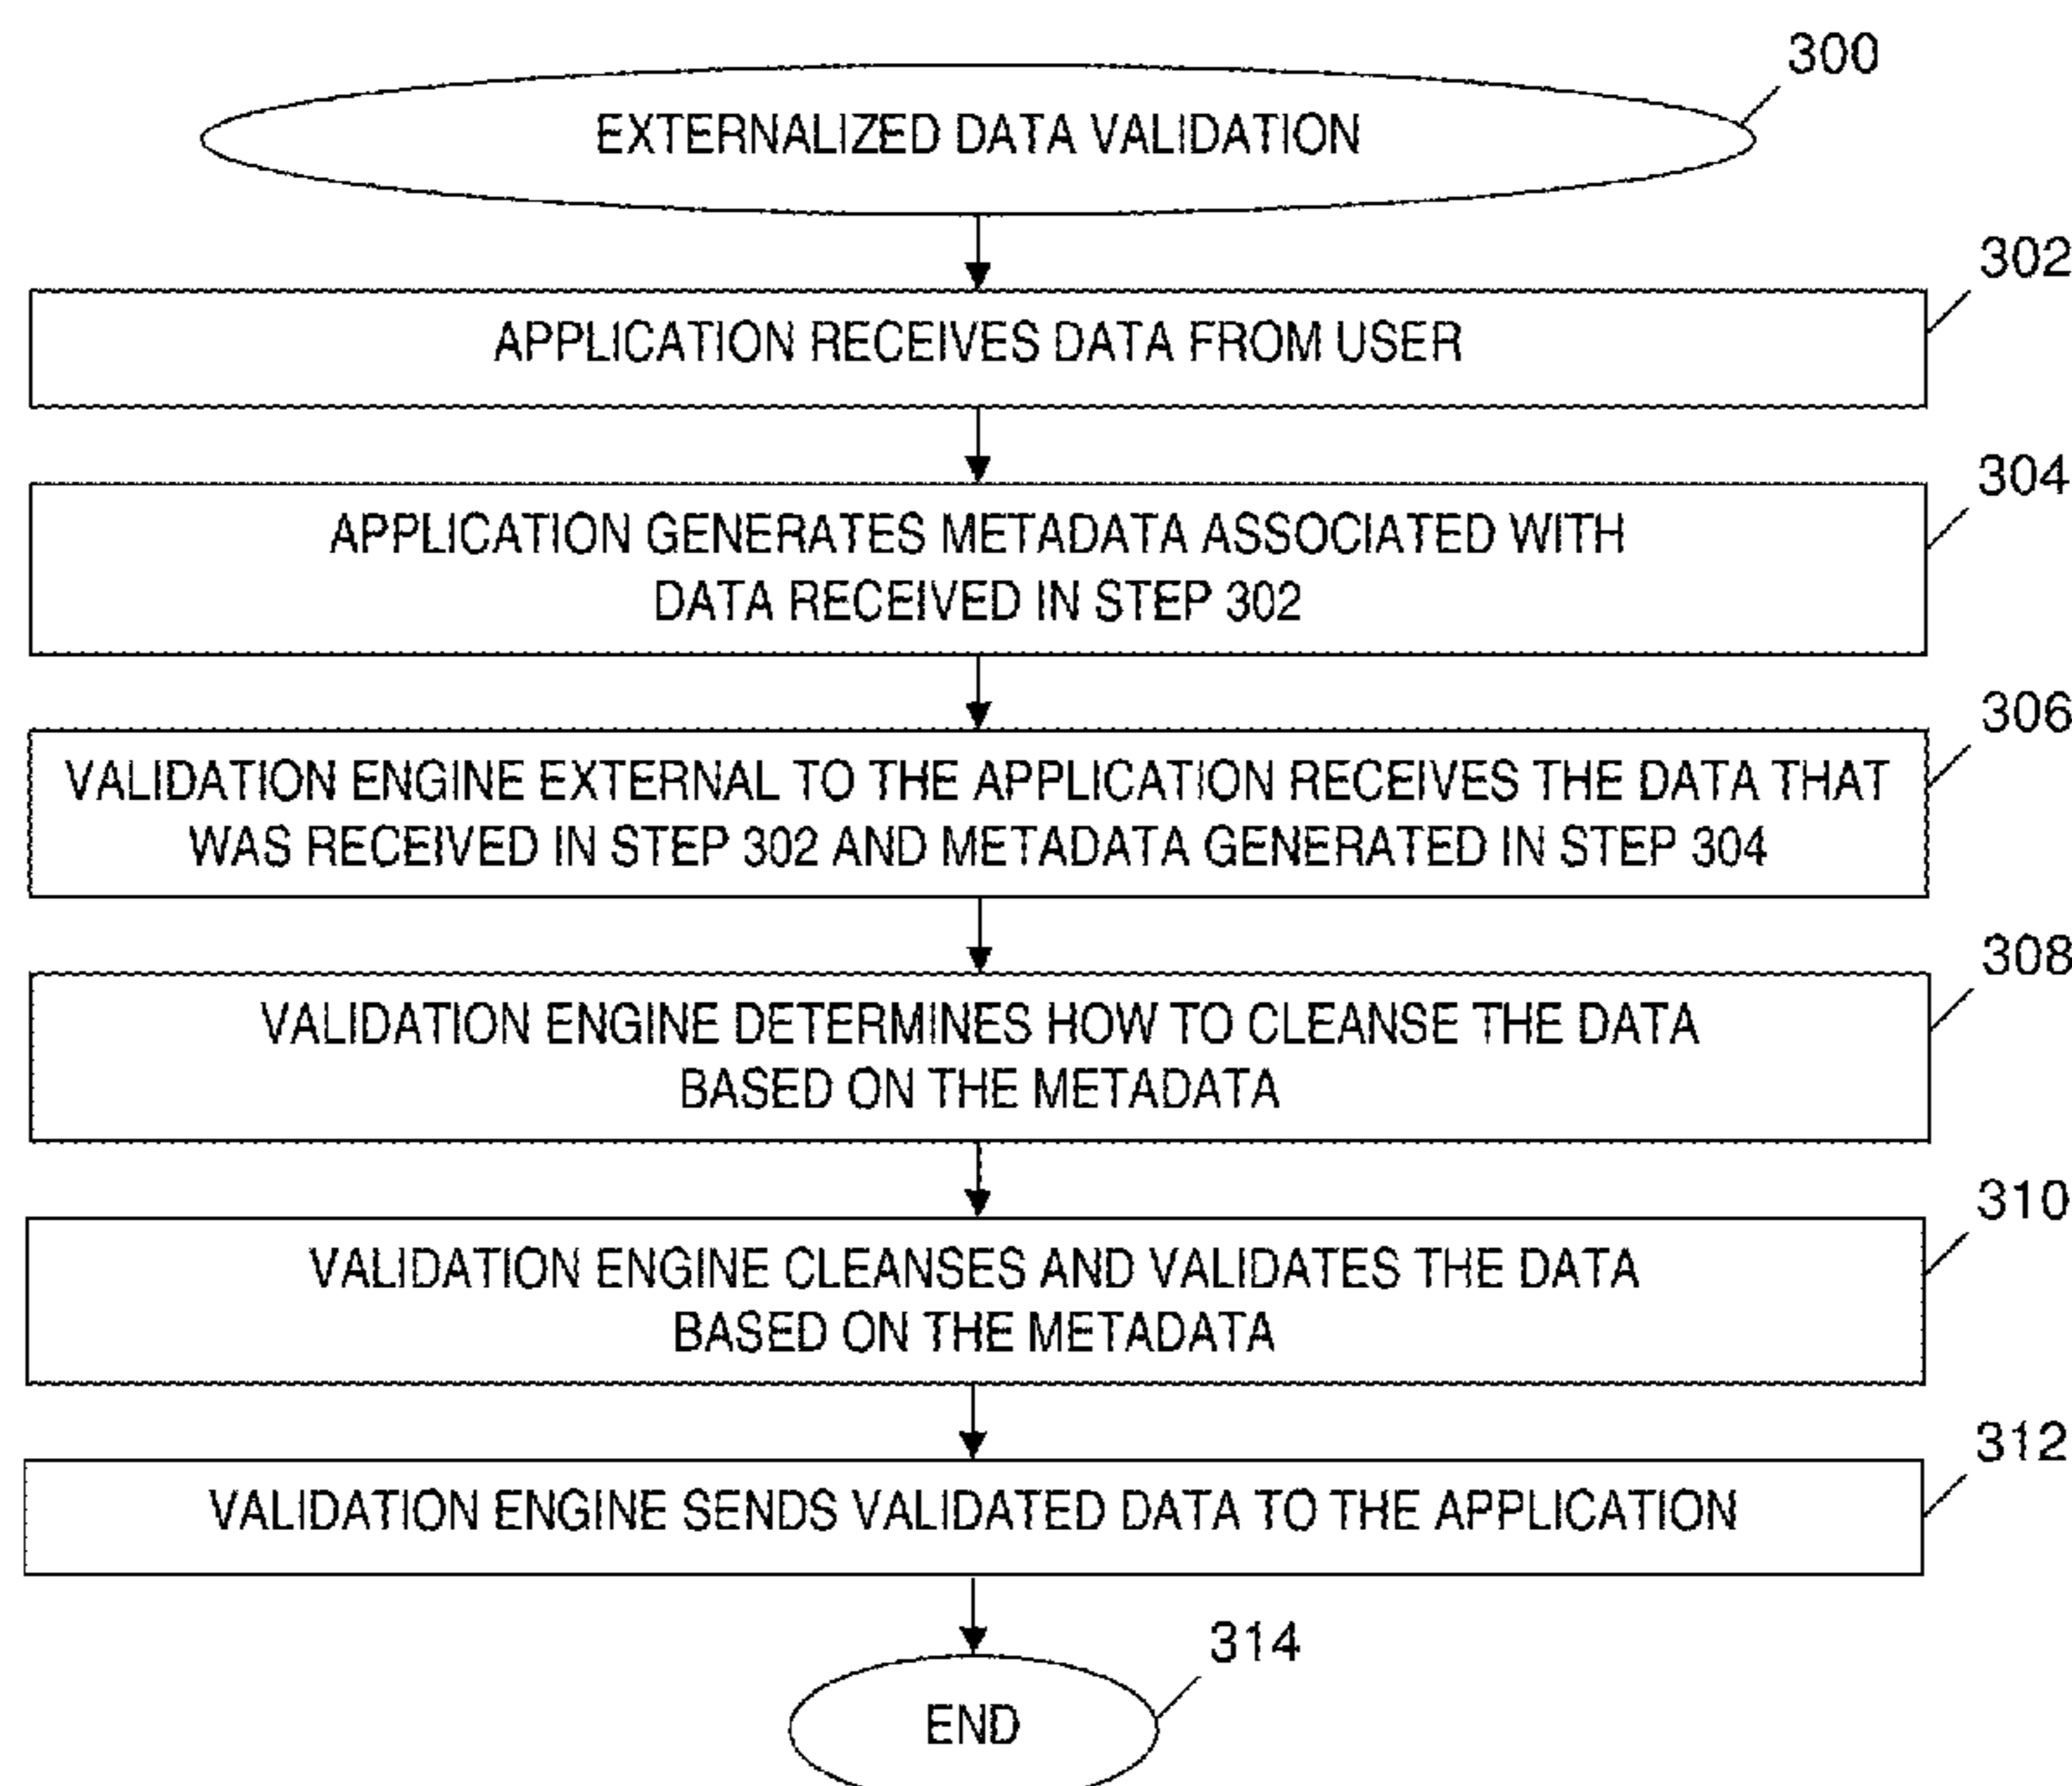 300
EXTERNALIZED DATA VALIDATION
302
APPLICATION RECEIVES DATA FROM USER
304
APPLICATION GENERATES METADATA ASSOCIATED WITH
DATA RECEIVED IN STEP 302
306
VALIDATION ENGINE EXTERNAL TO THE APPLICATION RECEIVES THE DATA THAT
WAS RECEIVED IN STEP 302 AND METADATA GENERATED IN STEP 304
308
VALIDATION ENGINE DETERMINES HOW TO CLEANSE THE DATA
BASED ON THE METADATA
310
VALIDATION ENGINE CLEANSES AND VALIDATES THE DATA
BASED ON THE METADATA
312
VALIDATION ENGINE SENDS VALIDATED DATA TO THE APPLICATION
314
END